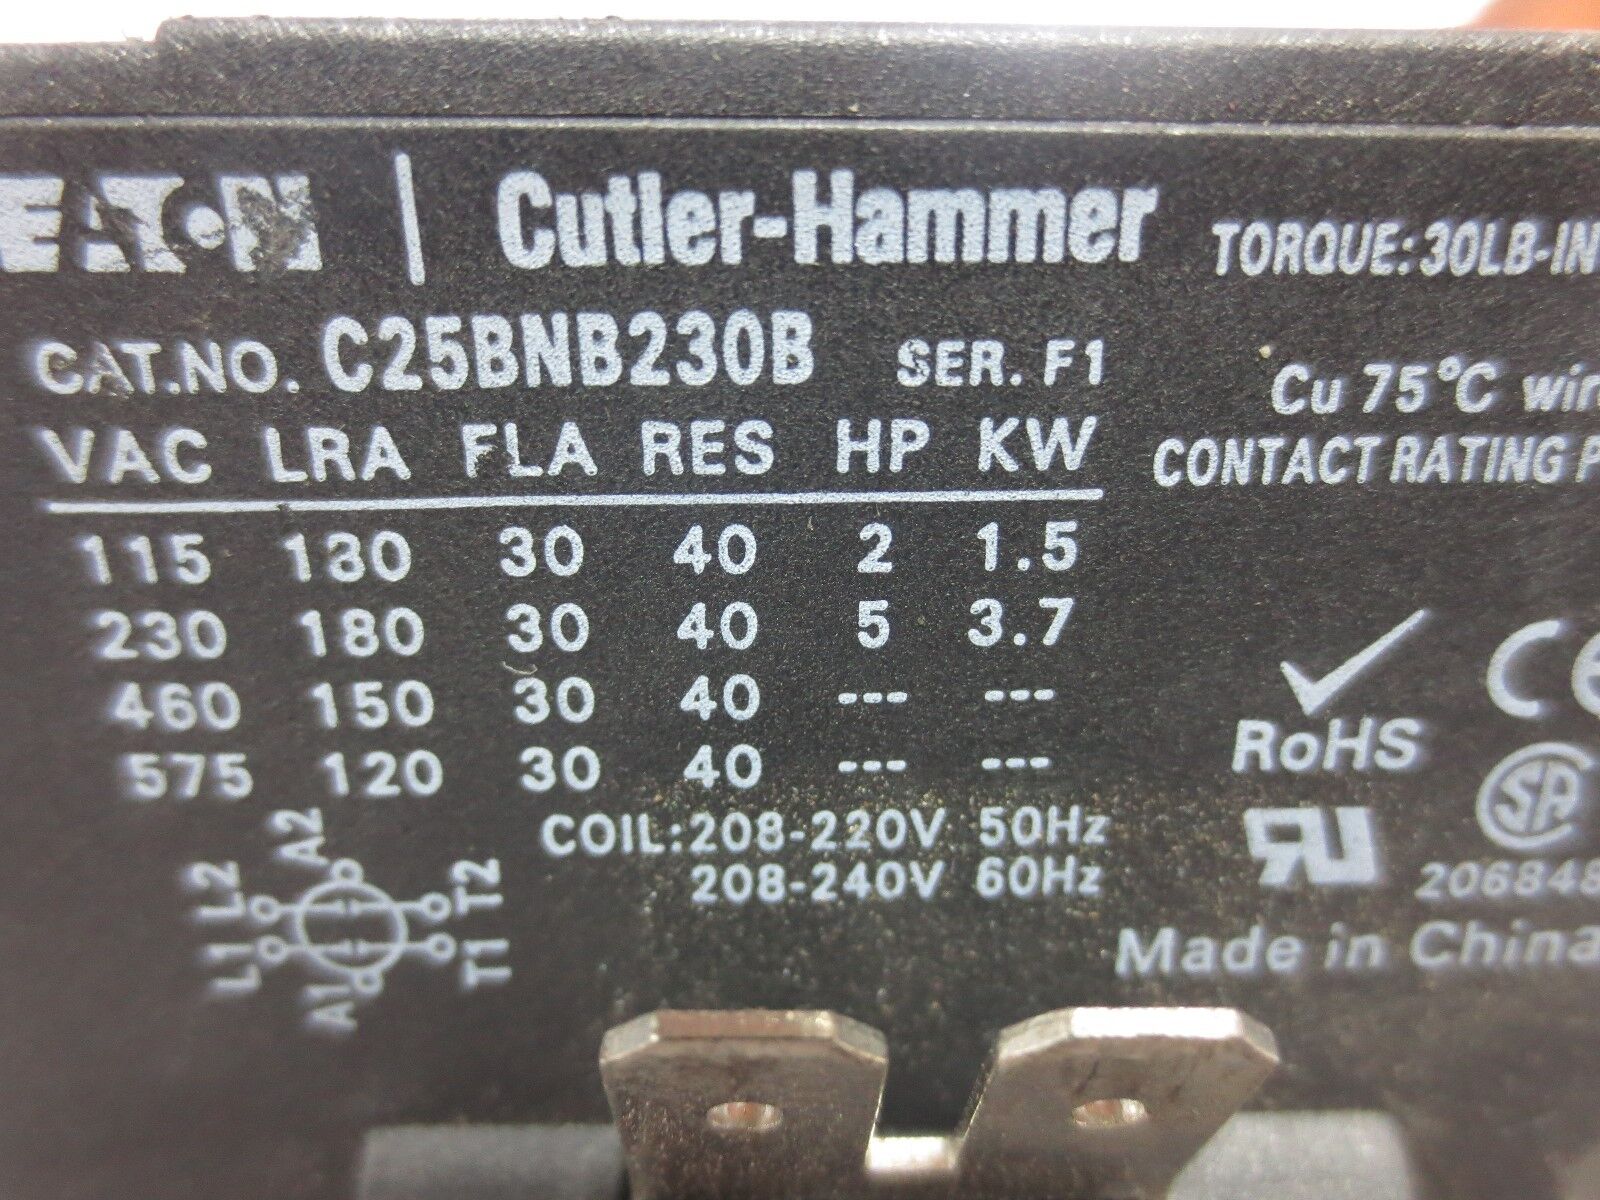 EATON | Cutler-Hammer TORQUE: 30LB-IN
CAT.NO. C25BNB230B SER. F1
Cu 75°C
VAC LRA FLA RES HP KW
CONTACT RATING
115 180 30 40 2 1.5
230 180 30 40 5 3.7
460 150 30 40 --- ---
575 120 30 40 --- ---
RoHS
CE
COIL: 208-220V 50Hz
208-240V 60Hz
206848
Made in China
A2
L2
T2
L1
T1
A1